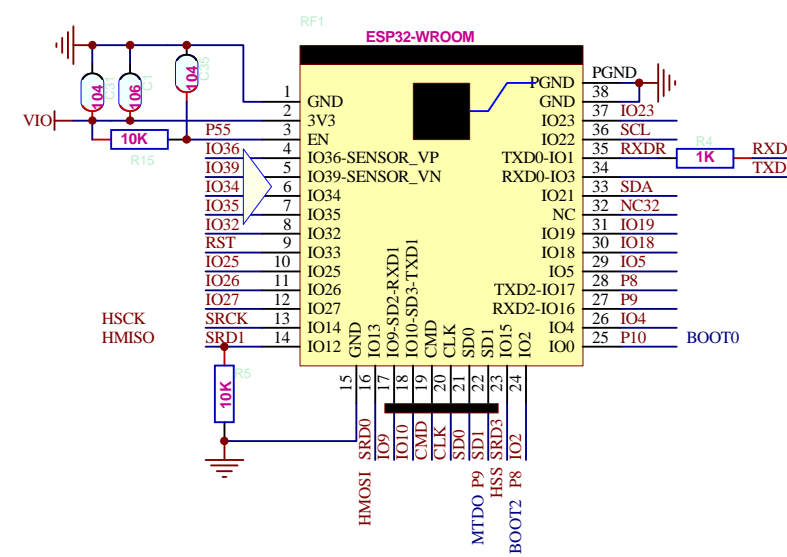 RF1
ESP32-WROOM
104
C31
106
C1
104
VIO
10K
R15
P55
IO36
IO39
IO34
IO35
IO32
RST
IO25
IO26
IO27
HSCK SRCK
HMISO SRD1
1 GND
2 3V3
3 EN
4 IO36-SENSOR_VP
5 IO39-SENSOR_VN
6 IO34
7 IO35
8 IO32
9 IO33
10 IO25
11 IO26
12 IO27
13 IO14
14 IO12
PGND PGND
GND 38
IO23 37 IO23
IO22 36 SCL
TXD0-IO1 35 RXDR
R4
1K
RXD
RXD0-IO3 34 TXD
IO21 33 SDA
NC 32 NC32
IO19 31 IO19
IO18 30 IO18
IO5 29 IO5
TXD2-IO17 28 P8
RXD2-IO16 27 P9
IO4 26 IO4
IO0 25 P10 BOOT0
GND 15
IO13 16 SRD0 HMOSI
IO9-SD2-RXD1 17 IO9
IO10-SD3-TXD1 18 IO10
CMD 19 CMD
CLK 20 CLK
SD0 21 SD0
SD1 22 SD1
IO15 23 SRD3 HSS
IO2 24 IO2
MTDO P9
BOOT2 P8
10K
R5